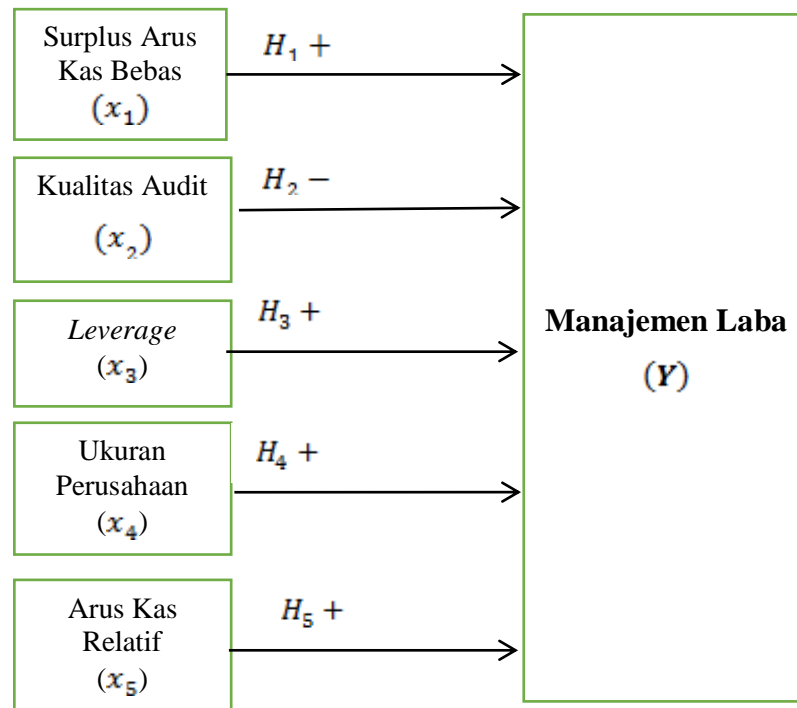 Surplus Arus
Kas Bebas
(x₁)
H₁ +
Kualitas Audit
(x₂)
H₂ −
Leverage
(x₃)
H₃ +
Ukuran
Perusahaan
(x₄)
H₄ +
Arus Kas
Relatif
(x₅)
H₅ +
Manajemen Laba
(Y)